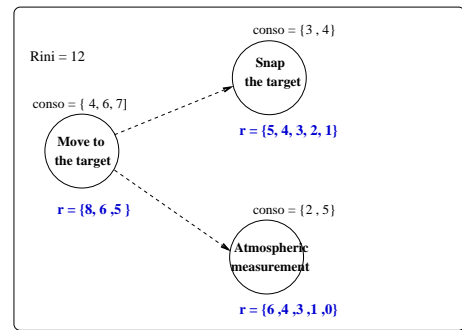 conso = {3 , 4}
Rini = 12
Snap
the target
conso = { 4, 6, 7]
r = {5, 4, 3, 2, 1}
Move to
the target
r = {8, 6 ,5 }
conso = {2 , 5}
Atmospheric
measurement
r = {6 ,4 ,3 ,1 ,0}